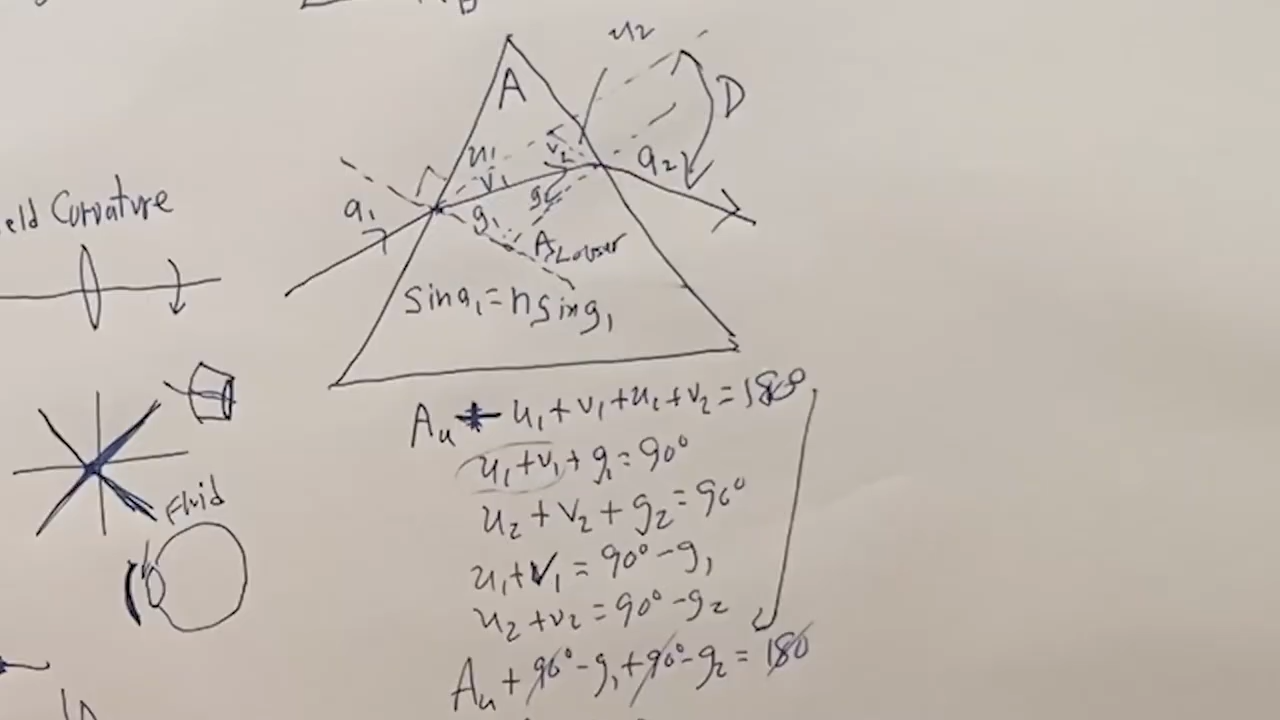 A
u₂
D
u₁
v₁
v₂
a₁
a₂
g₁
g₂
A Lower
sin a₁ = n sin g₁
eld Curvature
Fluid
Aᵤ + u₁ + v₁ + u₂ + v₂ = 180
u₁ + v₁ + g₁ = 90°
u₂ + v₂ + g₂ = 90°
u₁ + v₁ = 90° - g₁
u₂ + v₂ = 90° - g₂
Aᵤ + 90° - g₁ + 90° - g₂ = 180